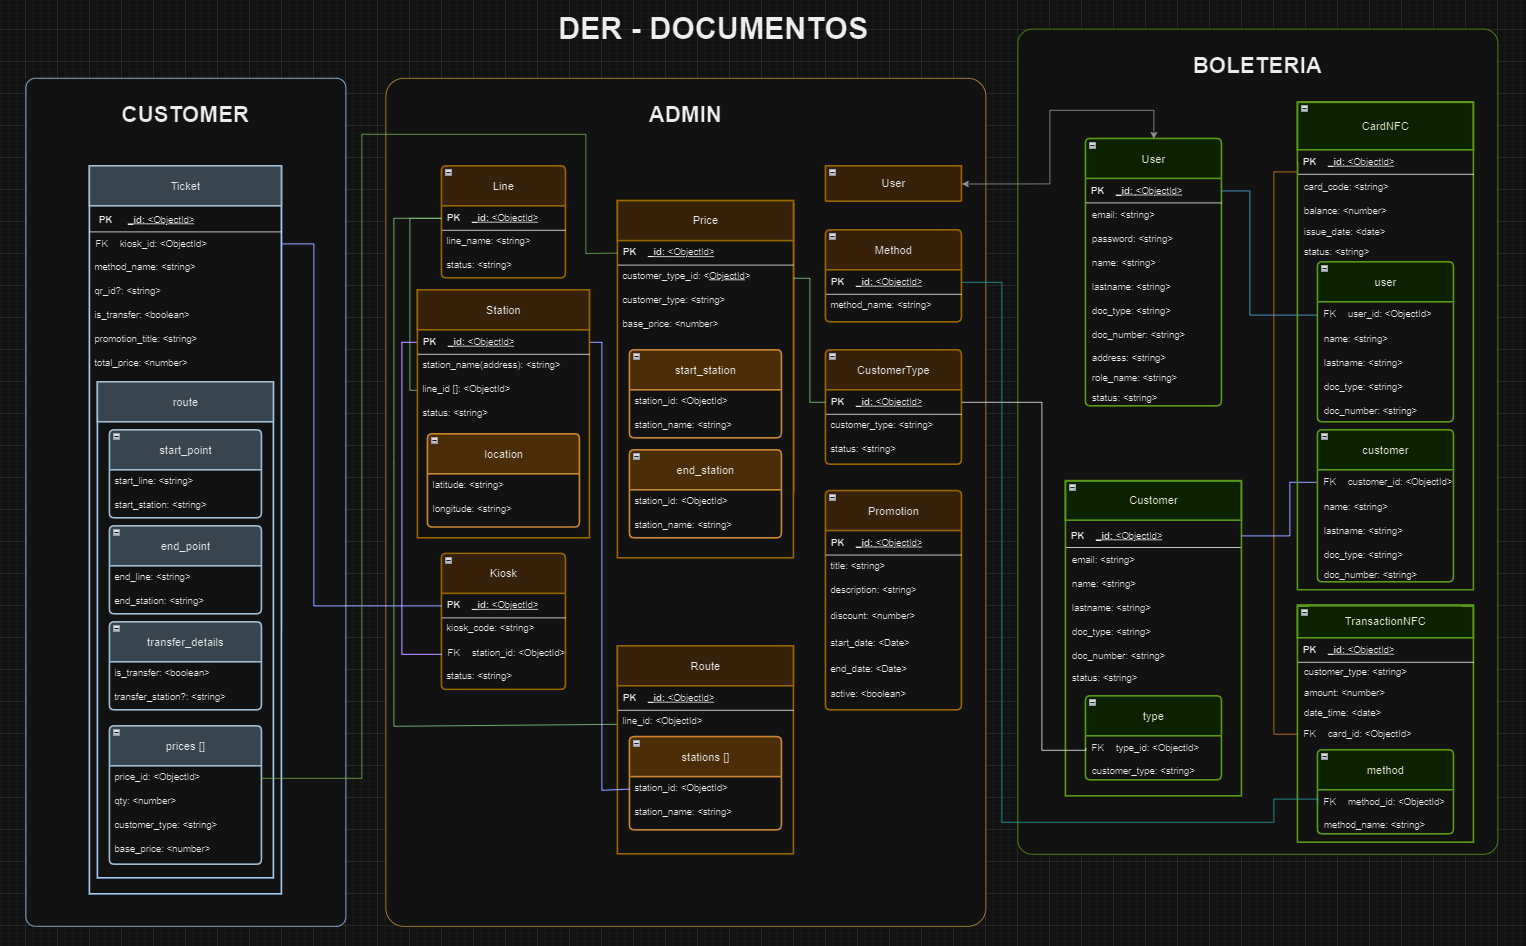 DER - DOCUMENTOS
CUSTOMER
Ticket
PK _id: <ObjectId>
FK kiosk_id: <ObjectId>
method_name: <string>
qr_id?: <string>
is_transfer: <boolean>
promotion_title: <string>
total_price: <number>
route
start_point
start_line: <string>
start_station: <string>
end_point
end_line: <string>
end_station: <string>
transfer_details
is_transfer: <boolean>
transfer_station?: <string>
prices []
price_id: <ObjectId>
qty: <number>
customer_type: <string>
base_price: <number>
ADMIN
Line
PK _id: <ObjectId>
line_name: <string>
status: <string>
Station
PK _id: <ObjectId>
station_name(address): <string>
line_id []: <ObjectId>
status: <string>
location
latitude: <string>
longitude: <string>
Kiosk
PK _id: <ObjectId>
kiosk_code: <string>
FK station_id: <ObjectId>
status: <string>
Price
PK _id: <ObjectId>
customer_type_id: <ObjectId>
customer_type: <string>
base_price: <number>
start_station
station_id: <ObjectId>
station_name: <string>
end_station
station_id: <ObjectId>
station_name: <string>
Route
PK _id: <ObjectId>
line_id: <ObjectId>
stations []
station_id: <ObjectId>
station_name: <string>
User
Method
PK _id: <ObjectId>
method_name: <string>
CustomerType
PK _id: <ObjectId>
customer_type: <string>
status: <string>
Promotion
PK _id: <ObjectId>
title: <string>
description: <string>
discount: <number>
start_date: <Date>
end_date: <Date>
active: <boolean>
BOLETERIA
User
PK _id: <ObjectId>
email: <string>
password: <string>
name: <string>
lastname: <string>
doc_type: <string>
doc_number: <string>
address: <string>
role_name: <string>
status: <string>
Customer
PK _id: <ObjectId>
email: <string>
name: <string>
lastname: <string>
doc_type: <string>
doc_number: <string>
status: <string>
type
FK type_id: <ObjectId>
customer_type: <string>
CardNFC
PK _id: <ObjectId>
card_code: <string>
balance: <number>
issue_date: <date>
status: <string>
user
FK user_id: <ObjectId>
name: <string>
lastname: <string>
doc_type: <string>
doc_number: <string>
customer
FK customer_id: <ObjectId>
name: <string>
lastname: <string>
doc_type: <string>
doc_number: <string>
TransactionNFC
PK _id: <ObjectId>
customer_type: <string>
amount: <number>
date_time: <date>
FK card_id: <ObjectId>
method
FK method_id: <ObjectId>
method_name: <string>